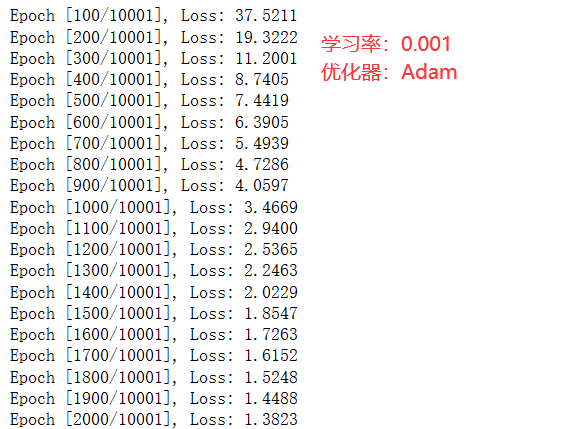 Epoch [100/10001], Loss: 37.5211
Epoch [200/10001], Loss: 19.3222
Epoch [300/10001], Loss: 11.2001
Epoch [400/10001], Loss: 8.7405
Epoch [500/10001], Loss: 7.4419
Epoch [600/10001], Loss: 6.3905
Epoch [700/10001], Loss: 5.4939
Epoch [800/10001], Loss: 4.7286
Epoch [900/10001], Loss: 4.0597
Epoch [1000/10001], Loss: 3.4669
Epoch [1100/10001], Loss: 2.9400
Epoch [1200/10001], Loss: 2.5365
Epoch [1300/10001], Loss: 2.2463
Epoch [1400/10001], Loss: 2.0229
Epoch [1500/10001], Loss: 1.8547
Epoch [1600/10001], Loss: 1.7263
Epoch [1700/10001], Loss: 1.6152
Epoch [1800/10001], Loss: 1.5248
Epoch [1900/10001], Loss: 1.4488
Epoch [2000/10001], Loss: 1.3823
学习率：0.001
优化器：Adam